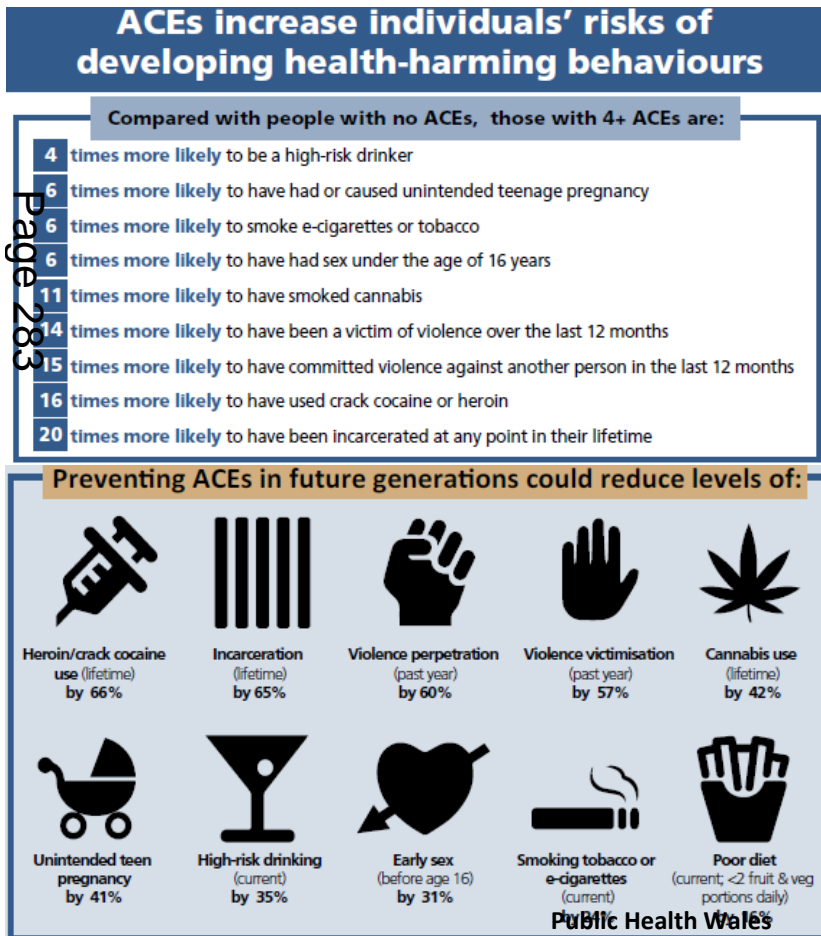 ACEs increase individuals' risks of
developing health-harming behaviours
Compared with people with no ACEs, those with 4+ ACEs are:
4 times more likely to be a high-risk drinker
6 times more likely to have had or caused unintended teenage pregnancy
6 times more likely to smoke e-cigarettes or tobacco
6 times more likely to have had sex under the age of 16 years
11 times more likely to have smoked cannabis
14 times more likely to have been a victim of violence over the last 12 months
15 times more likely to have committed violence against another person in the last 12 months
16 times more likely to have used crack cocaine or heroin
20 times more likely to have been incarcerated at any point in their lifetime
Page 283
Preventing ACEs in future generations could reduce levels of:
Heroin/crack cocaine
use (lifetime)
by 66%
Incarceration
(lifetime)
by 65%
Violence perpetration
(past year)
by 60%
Violence victimisation
(past year)
by 57%
Cannabis use
(lifetime)
by 42%
Unintended teen
pregnancy
by 41%
High-risk drinking
(current)
by 35%
Early sex
(before age 16)
by 31%
Smoking tobacco or
e-cigarettes
(current)
Poor diet
(current; <2 fruit & veg
portions daily)
Public Health Wales